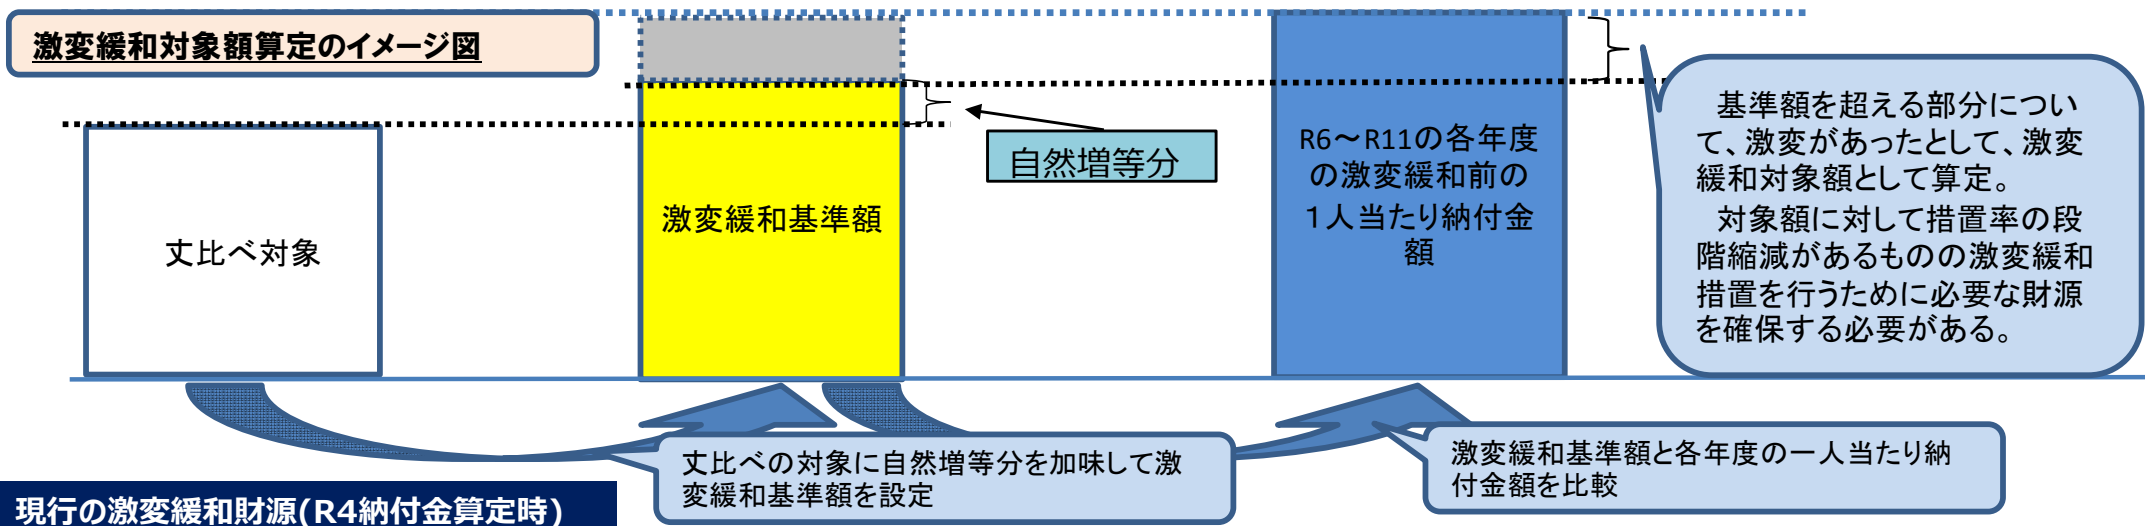 激変緩和対象額算定のイメージ図
丈比べ対象
激変緩和基準額
自然増等分
R6～R11の各年度
の激変緩和前の
１人当たり納付金
額
基準額を超える部分につい
て、激変があったとして、激変
緩和対象額として算定。
対象額に対して措置率の段
階縮減があるものの激変緩和
措置を行うために必要な財源
を確保する必要がある。
丈比べの対象に自然増等分を加味して激
変緩和基準額を設定
激変緩和基準額と各年度の一人当たり納
付金額を比較
現行の激変緩和財源(R4納付金算定時)